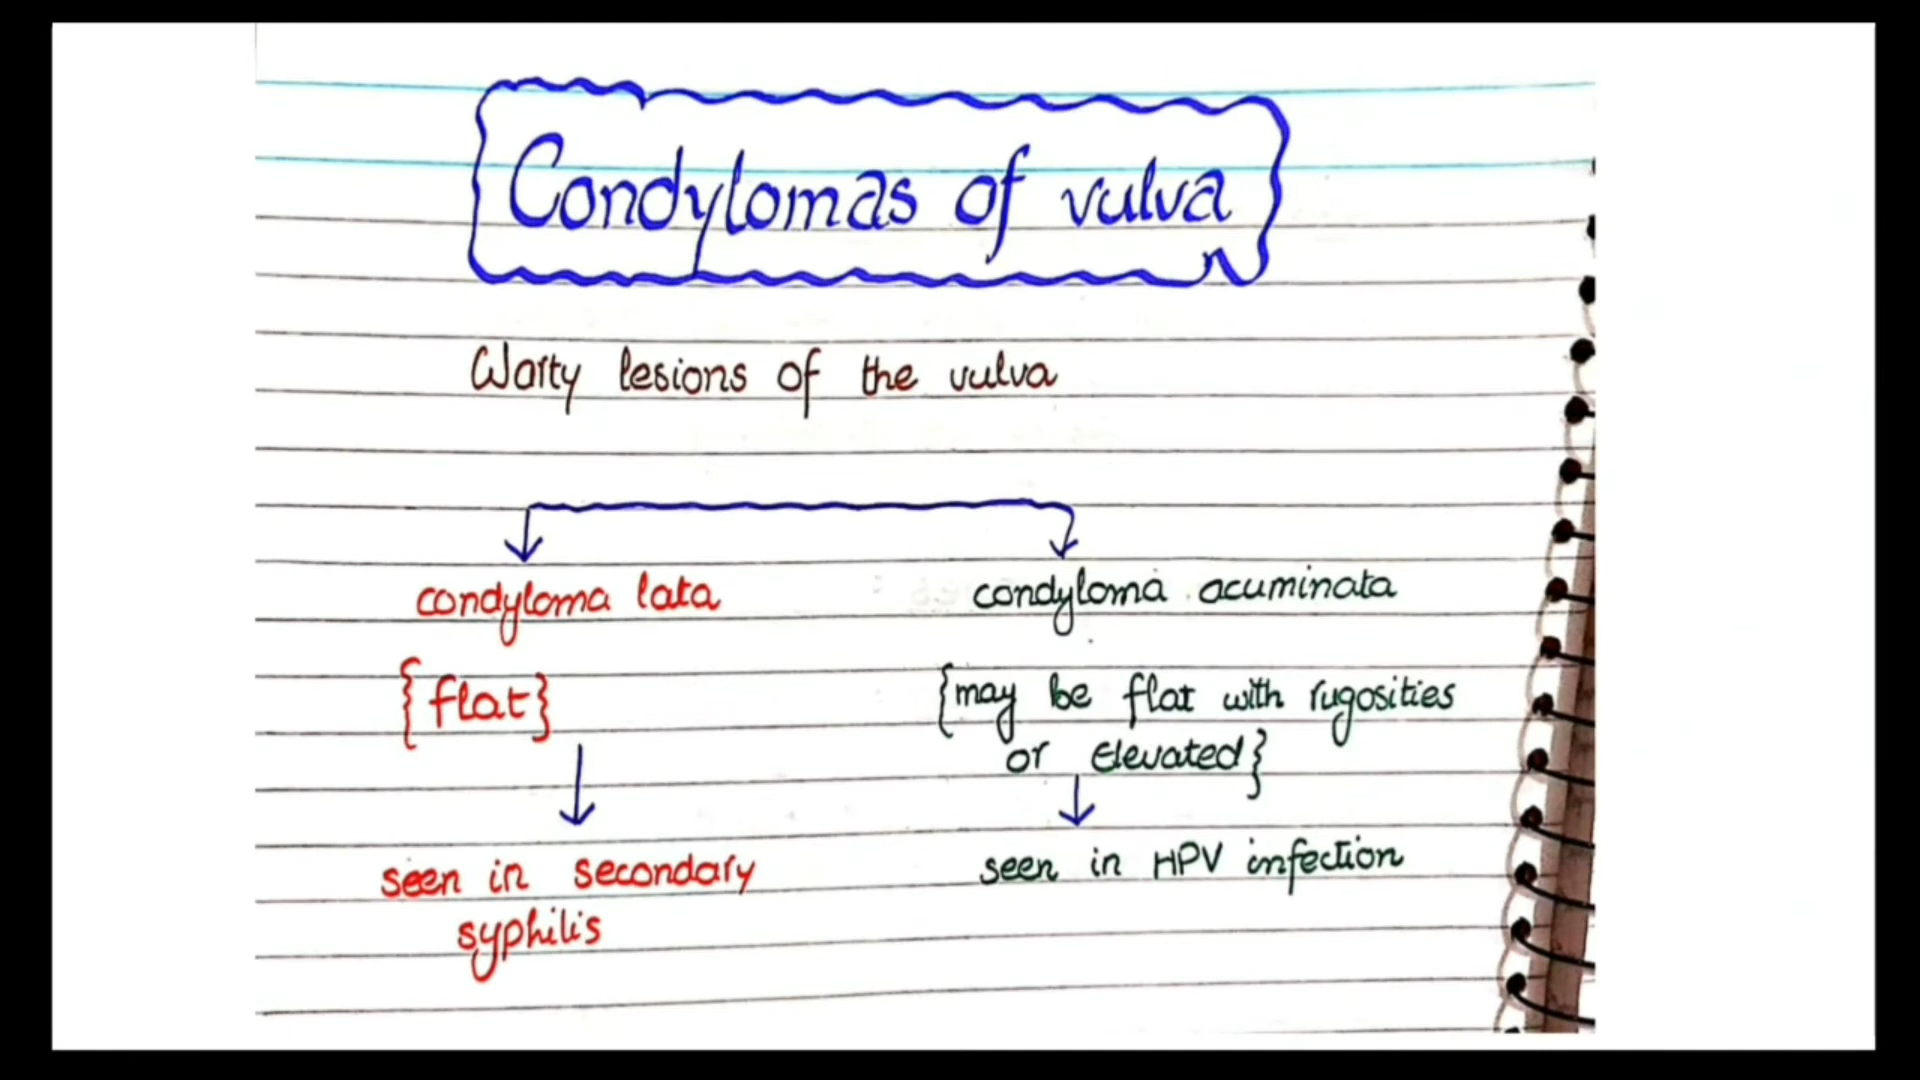 Condylomas of vulva
Warty lesions of the vulva
condyloma lata
condyloma acuminata
{flat}
{may be flat with rugosities
or Elevated}
seen in secondary
syphilis
seen in HPV infection